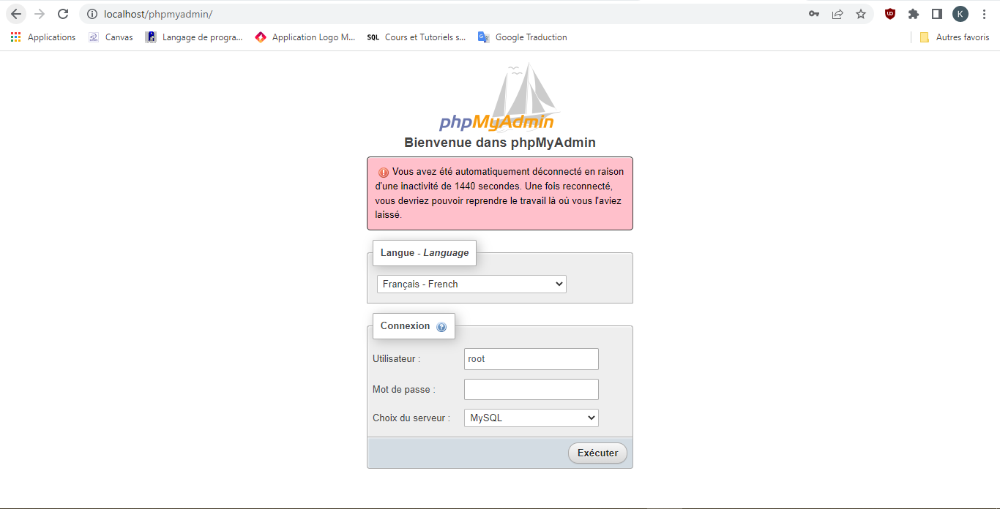 localhost/phpmyadmin/
K
Applications
Canvas
Langage de progra...
Application Logo M...
SQL Cours et Tutoriels s...
Google Traduction
Autres favoris
phpMyAdmin
Bienvenue dans phpMyAdmin
Vous avez été automatiquement déconnecté en raison
d'une inactivité de 1440 secondes. Une fois reconnecté,
vous devriez pouvoir reprendre le travail là où vous l'aviez
laissé.
Langue - Language
Français - French
Connexion
Utilisateur : root
Mot de passe :
Choix du serveur : MySQL
Exécuter